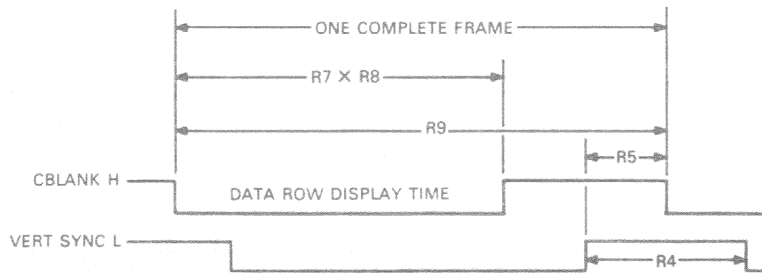 ONE COMPLETE FRAME
R7 X R8
R9
R5
CBLANK H
DATA ROW DISPLAY TIME
VERT SYNC L
R4